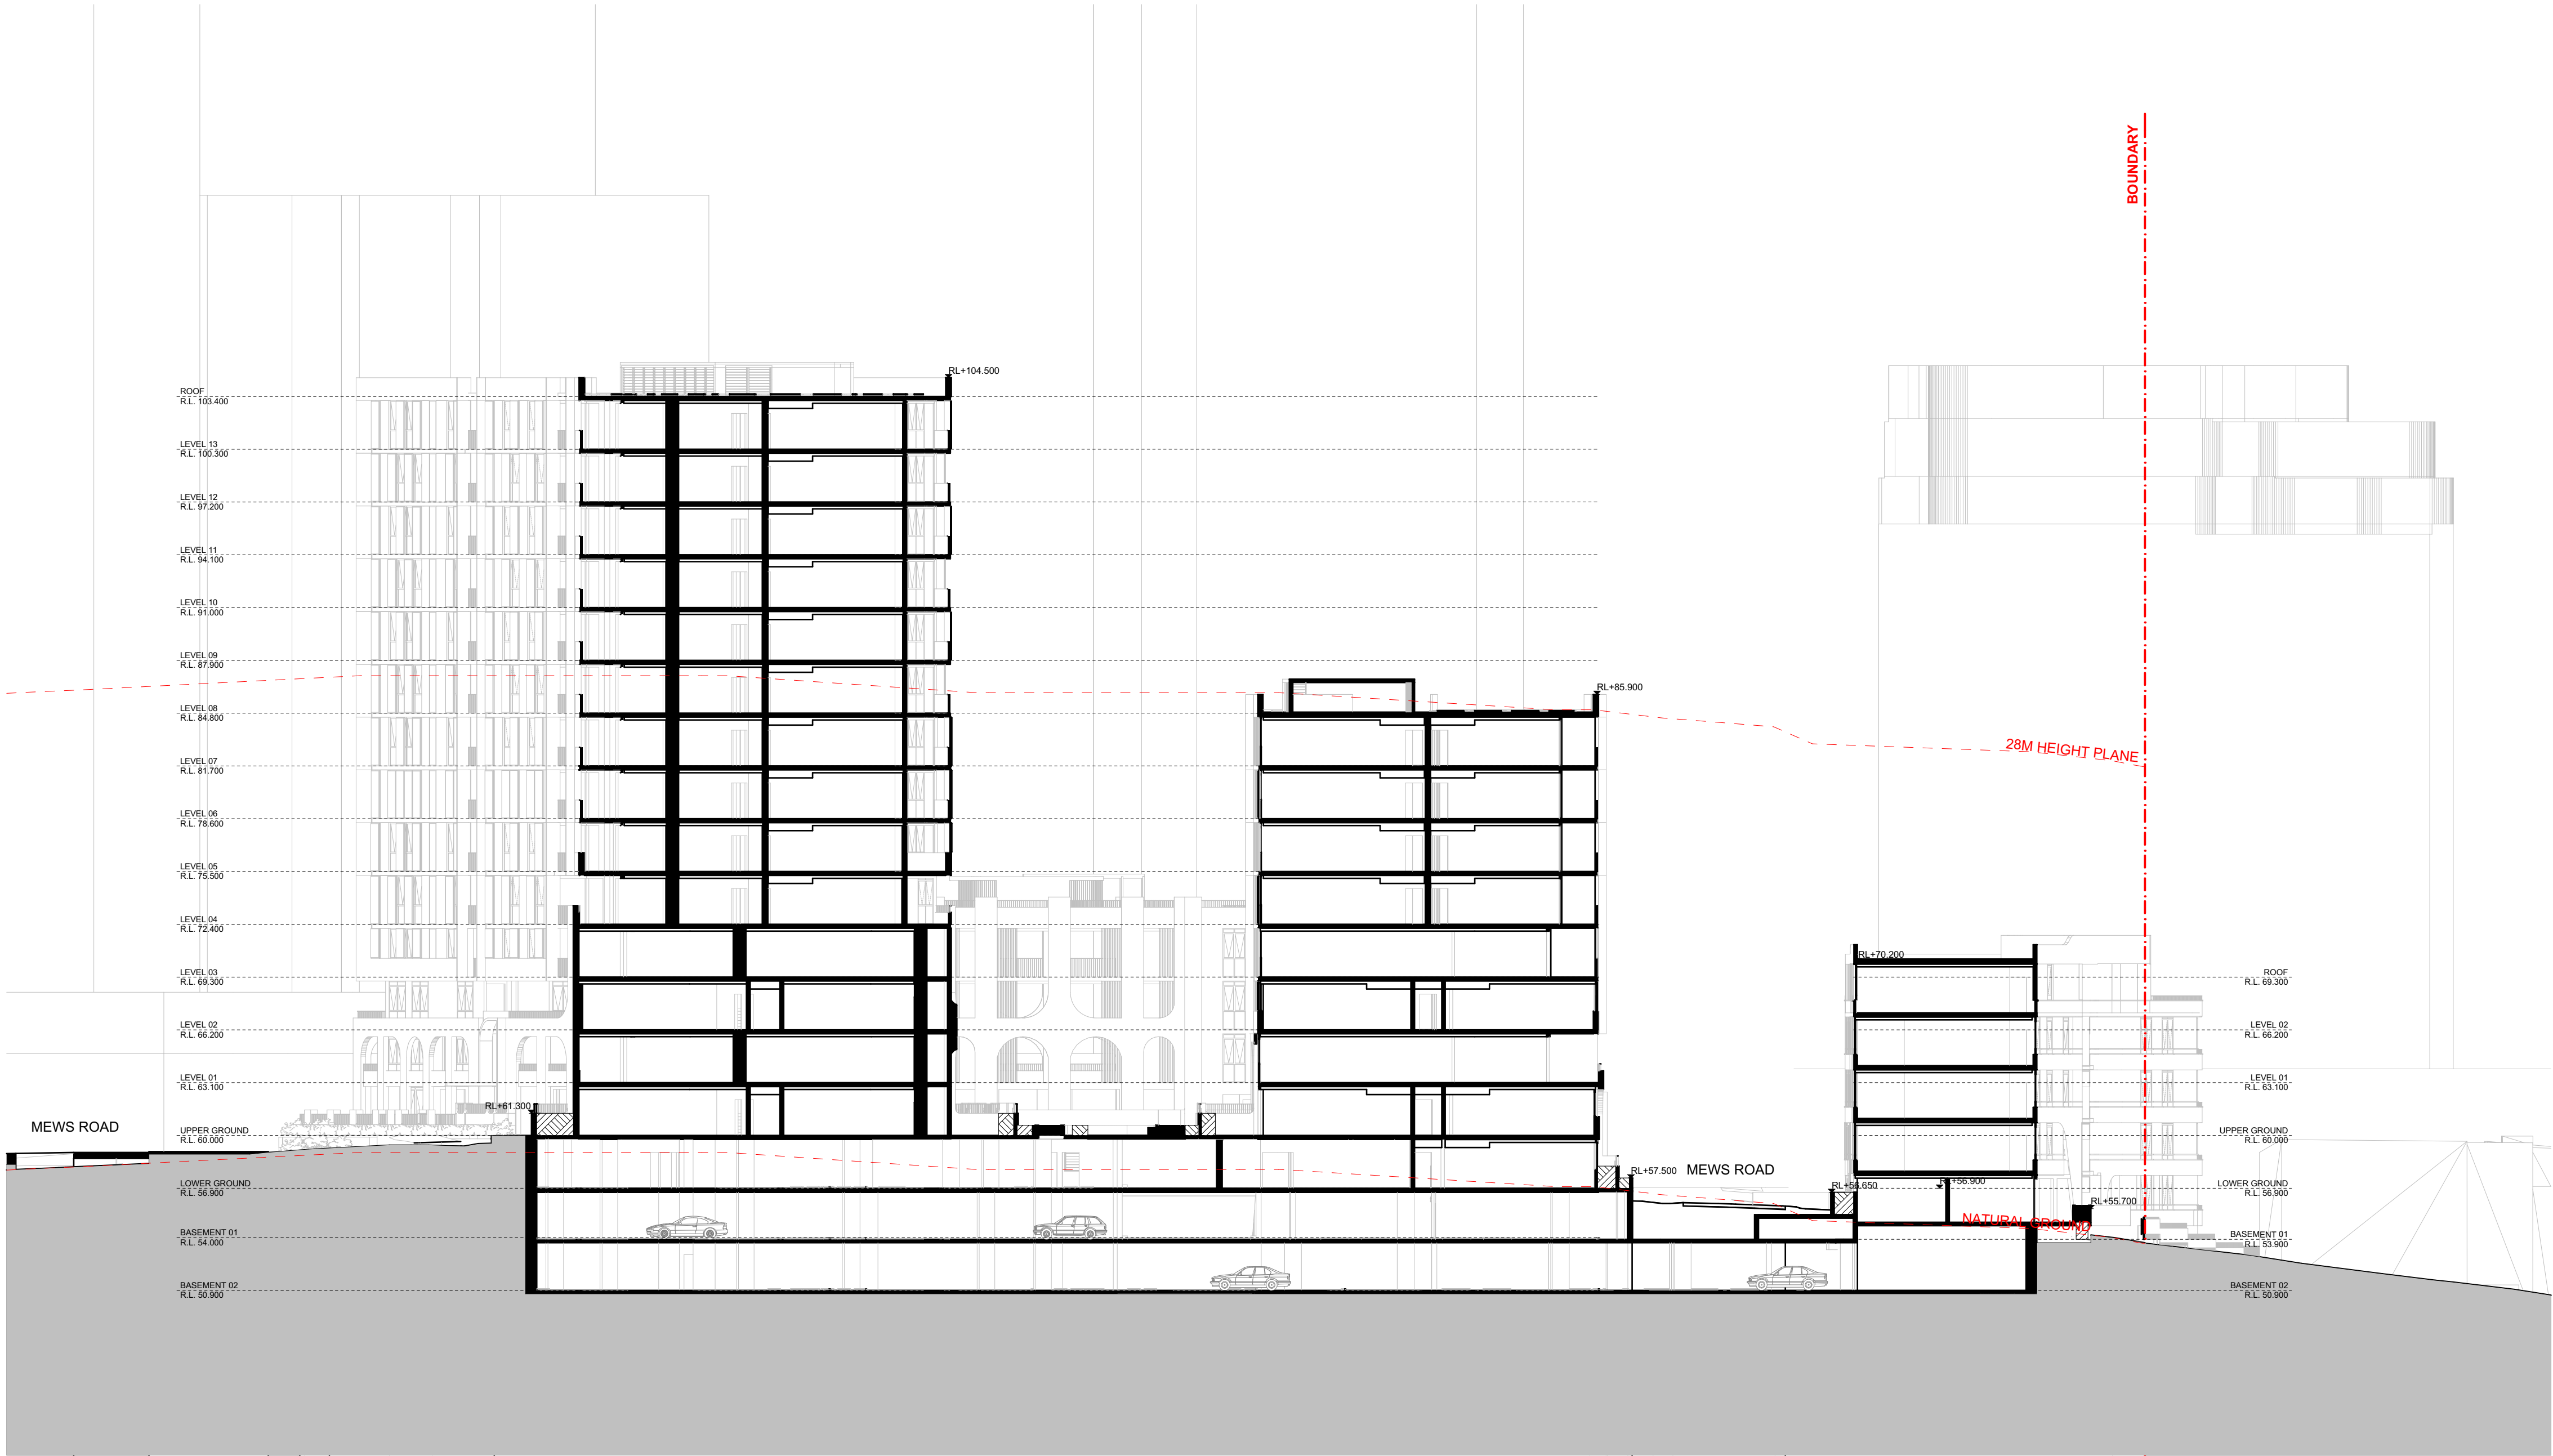 BOUNDARY
RL+104.500
ROOF
R.L. 103.400
LEVEL 13
R.L. 100.300
LEVEL 12
R.L. 97.200
LEVEL 11
R.L. 94.100
LEVEL 10
R.L. 91.000
LEVEL 09
R.L. 87.900
RL+85.900
LEVEL 08
R.L. 84.800
28M HEIGHT PLANE
LEVEL 07
R.L. 81.700
LEVEL 06
R.L. 78.600
LEVEL 05
R.L. 75.500
LEVEL 04
R.L. 72.400
RL+70.200
LEVEL 03
R.L. 69.300
ROOF
R.L. 69.300
LEVEL 02
R.L. 66.200
LEVEL 02
R.L. 66.200
LEVEL 01
R.L. 63.100
LEVEL 01
R.L. 63.100
RL+61.300
MEWS ROAD
UPPER GROUND
R.L. 60.000
UPPER GROUND
R.L. 60.000
RL+57.500
MEWS ROAD
LOWER GROUND
R.L. 56.900
RL+56.650
RL+56.900
LOWER GROUND
R.L. 56.900
RL+55.700
NATURAL GROUND
BASEMENT 01
R.L. 54.000
BASEMENT 01
R.L. 53.900
BASEMENT 02
R.L. 50.900
BASEMENT 02
R.L. 50.900